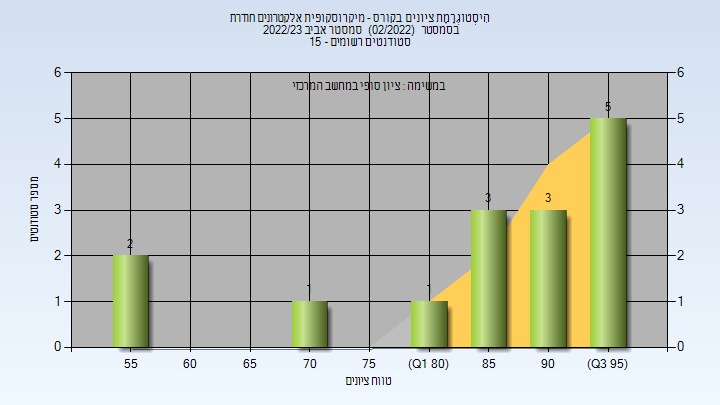 היסטוגרמת ציונים בקורס - מיקרוסקופית אלקטרונים חודרת
בסמסטר (02/2022) סמסטר אביב 2022/23
סטודנטים רשומים - 15
במשימה : ציון סופי במחשב המרכזי
6 6
5 5 5
4 4
3 3 3 3
2 2 2
1 1 1 1
0 0
55 60 65 70 75 (Q1 80) 85 90 (Q3 95)
מספר סטודנטים
טווח ציונים